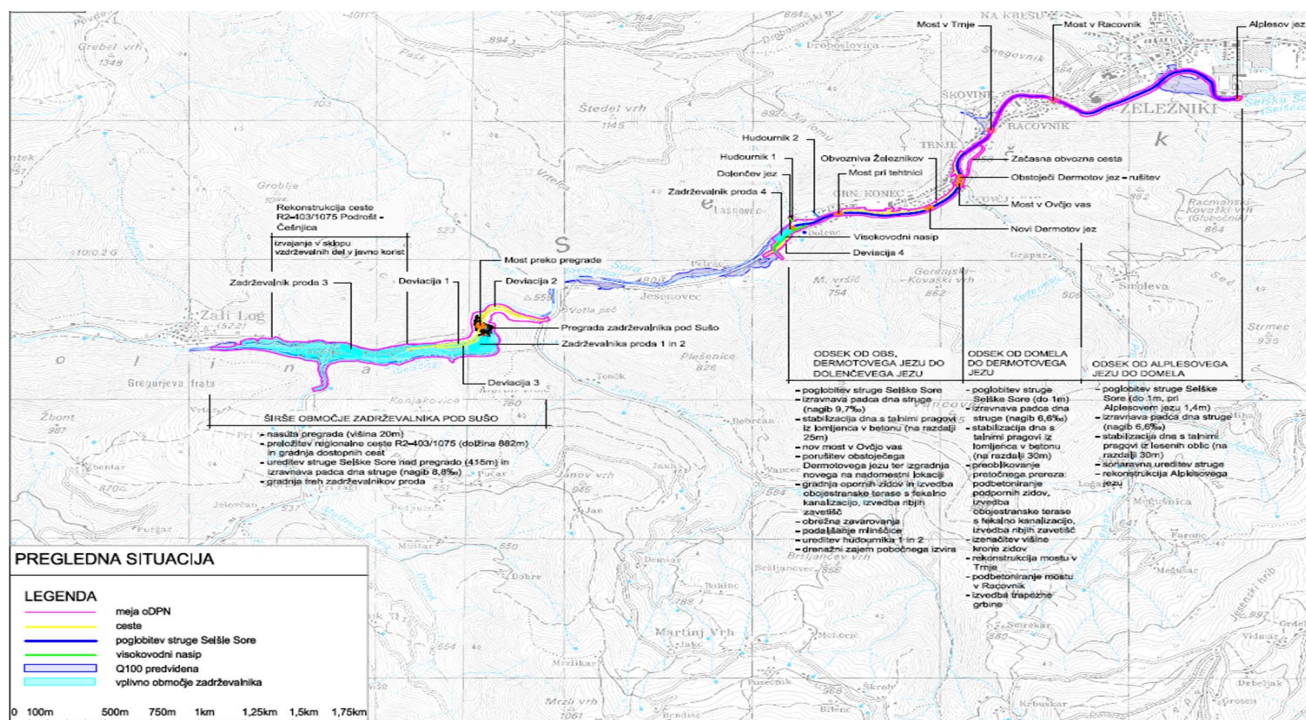 Most v Trnje
Most v Racovnik
Alplesov jez
NA KRESU
Štedel vrh
ŠKOVINE
ŽELEZNIKI
RACOVNIK
TRNJE
Hudournik 2
Hudournik 1
Dolenčev jez
Zadrževalnik proda 4
Obvozniva Železnikov
Most pri tehtnici
Začasna obvozna cesta
Obstoječi Dermotov jez - rušitev
Most v Ovčjo vas
Novi Dermotov jez
Visokovodni nasip
Deviacija 4
Rekonstrukcija ceste
R2-403/1075 Podrošt -
Češnjica
izvajanje v sklopu
vzdrževalnih del v javno korist
Zadrževalnik proda 3
Deviacija 1
Most preko pregrade
Deviacija 2
Pregrada zadrževalnika pod Sušo
Zadrževalnika proda 1 in 2
Deviacija 3
Zali Log
(522)
Jesenovec
Smoleva
Martinj Vrh
ŠIRŠE OBMOČJE ZADRŽEVALNIKA POD SUŠO
- nasuta pregrada (višina 20m)
- preložitev regionalne ceste R2-403/1075 (dolžina 882m)
in gradnja dostopnih cest
- ureditev struge Selške Sore nad pregrado (415m) in
izravnava padca dna struge (nagib 8,8‰)
- gradnja treh zadrževalnikov proda
ODSEK OD OBS,
DERMOTOVEGA JEZU DO
DOLENČEVEGA JEZU
- poglobitev struge Selške Sore
- izravnava padca dna struge
(nagib 9,7‰)
- stabilizacija dna s talnimi pragovi
iz lomljenca v betonu (na razdalji
25m)
- nov most v Ovčjo vas
- porušitev obstoječega
Dermotovega jezu ter izgradnja
novega na nadomestni lokaciji
- gradnja opornih zidov in izvedba
obojestranske terase s fekalno
kanalizacijo, izvedba ribjih
zavetišč
- obrežna zavarovanja
- podaljšanje mlinščice
- ureditev hudournika 1 in 2
- drenažni zajem pobočnega izvira
ODSEK OD DOMELA
DO DERMOTOVEGA
JEZU
- poglobitev struge
Selške Sore (do 1m)
- izravnava padca dna
struge (nagib 6,6‰)
- stabilizacija dna s
talnimi pragovi iz
lomljenca v betonu
(na razdalji 30m)
- preoblikovanje
pretočnega prereza:
podbetoniranje
podpornih zidov,
izvedba
obojestranske terase
s fekalno kanalizacijo,
izvedba ribjih zavetišč
- izenačitev višine
krone zidov
- rekonstrukcija mostu v
Trnje
- podbetoniranje mostu
v Racovnik
- izvedba trapezne
grbine
ODSEK OD ALPLESOVEGA
JEZU DO DOMELA
- poglobitev struge Selške
Sore (do 1m, pri
Alplesovem jezu 1,4m)
- izravnava padca dna struge
(nagib 6,6‰)
- stabilizacija dna s talnimi
pragovi iz lesenih oblic (na
razdalji 30m)
- sonaravna ureditev struge
- rekonstrukcija Alplesovega
jezu
PREGLEDNA SITUACIJA
LEGENDA
meja oDPN
ceste
poglobitev struge Selšle Sore
visokovodni nasip
Q100 predvidena
vplivno območje zadrževalnika
0 100m 500m 750m 1km 1,25km 1,5km 1,75km